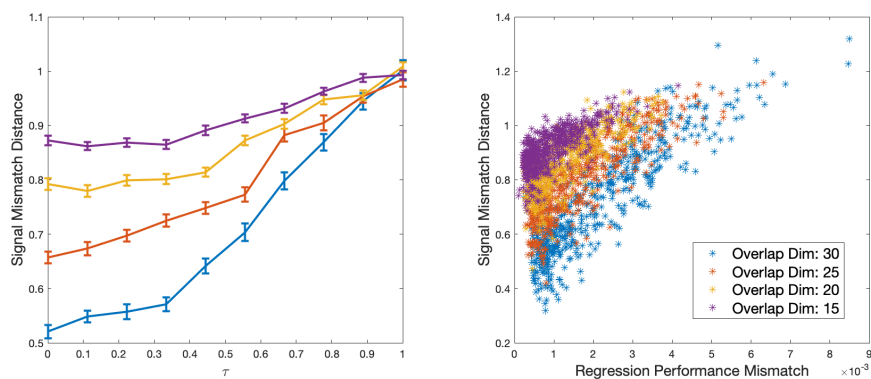 1.1
1
0.9
0.8
0.7
0.6
0.5
Signal Mismatch Distance
0 0.1 0.2 0.3 0.4 0.5 0.6 0.7 0.8 0.9 1
τ
1.4
1.2
1
0.8
0.6
0.4
0.2
Signal Mismatch Distance
Overlap Dim: 30
Overlap Dim: 25
Overlap Dim: 20
Overlap Dim: 15
0 1 2 3 4 5 6 7 8 9
Regression Performance Mismatch ×10⁻³